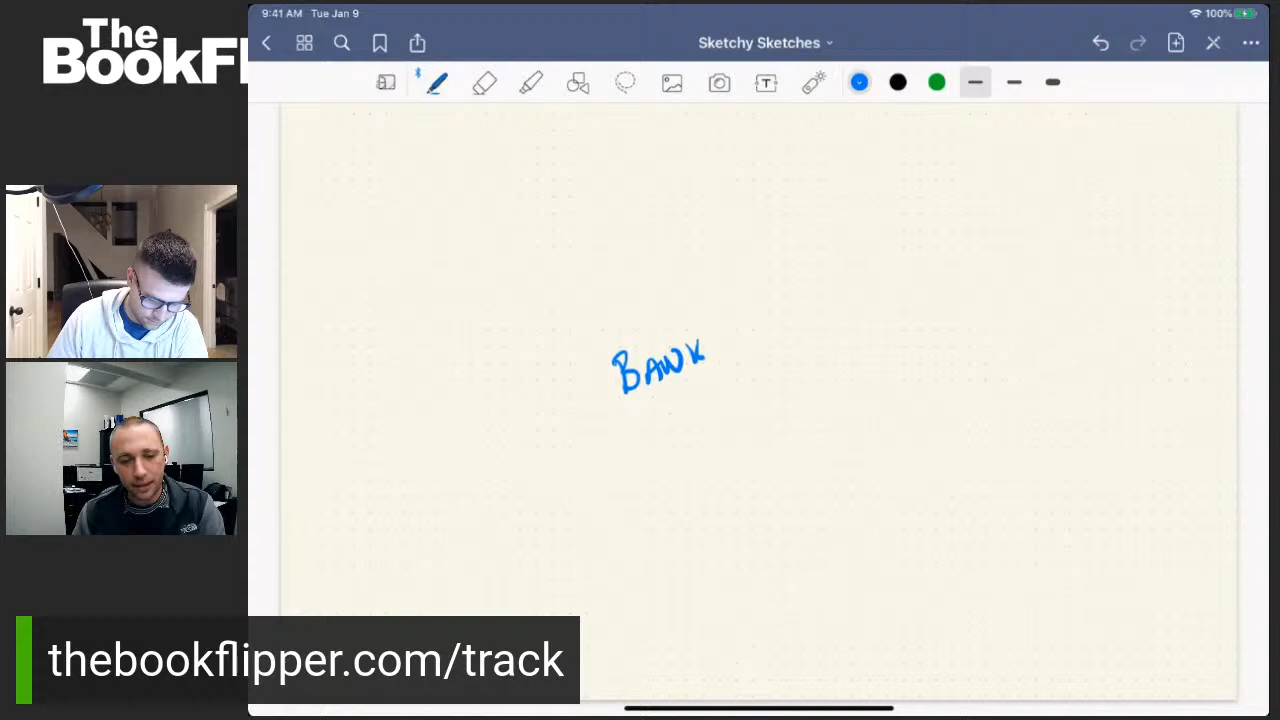 The
BookFl
9:41 AM Tue Jan 9
100%
Sketchy Sketches
T
BANK
thebookflipper.com/track